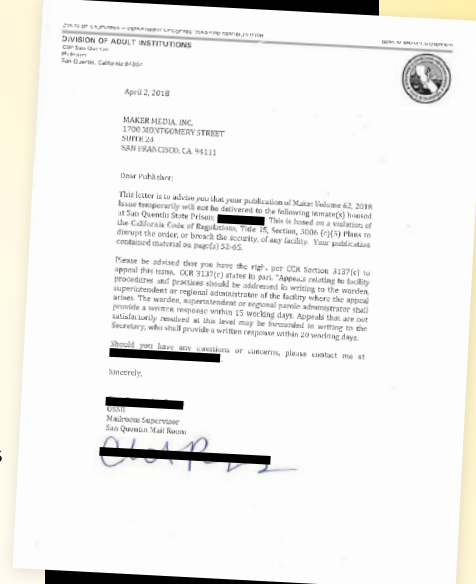 DIVISION OF ADULT INSTITUTIONS
CSP San Quentin
Mailroom
San Quentin, California 94964
April 2, 2018
MAKER MEDIA, INC.
1700 MONTGOMERY STREET
SUITE 24
SAN FRANCISCO, CA. 94111
Dear Publisher:
This letter is to advise you that your publication of Make: Volume 62, 2018
Issue temporarily will not be delivered to the following inmate(s) housed
at San Quentin State Prison; This is based on a violation of
the California Code of Regulations, Title 15, Section, 3006 (c)(5) Plans to
disrupt the order, or breach the security, of any facility. Your publication
contained material on page(s) 52-65.
Please be advised that you have the right, per CCR Section 3137(c) to
appeal this issue. CCR 3137(c) states in part. "Appeals relating to facility
procedures and practices should be addressed in writing to the warden,
superintendent or regional administrator of the facility where the appeal
arises. The warden, superintendent or regional parole administrator shall
provide a written response within 15 working days. Appeals that are not
satisfactorily resolved at this level may be forwarded in writing to the
Secretary, who shall provide a written response within 20 working days.
Should you have any questions or concerns, please contact me at
Sincerely,
OSSII
Mailroom Supervisor
San Quentin Mail Room
s